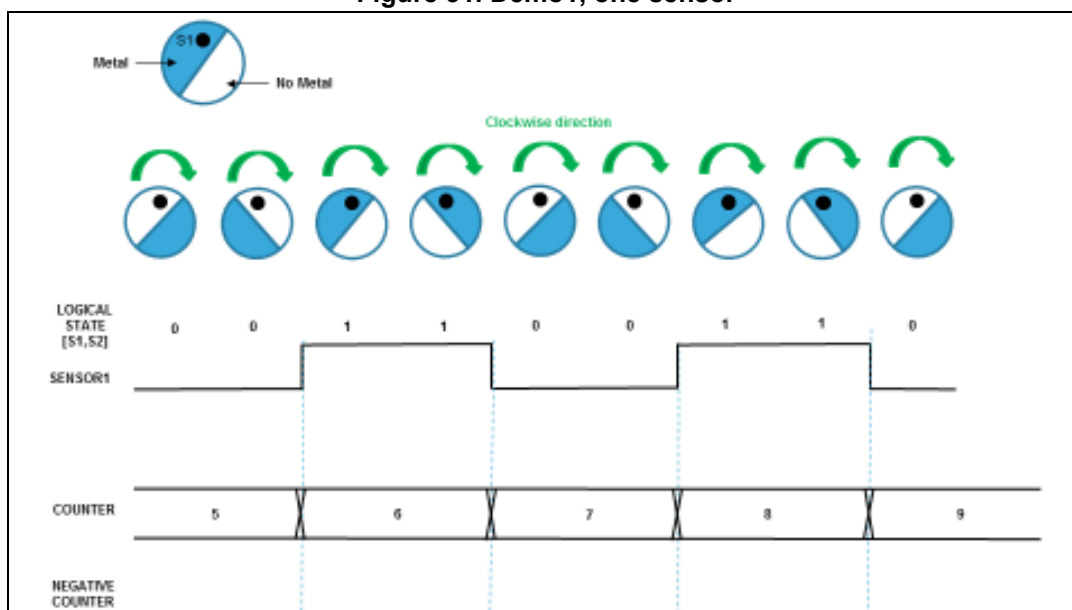 S1
Metal
No Metal
Clockwise direction
LOGICAL
STATE
[S1,S2]
0 0 1 1 0 0 1 1 0
SENSOR1
COUNTER
5 6 7 8 9
NEGATIVE
COUNTER